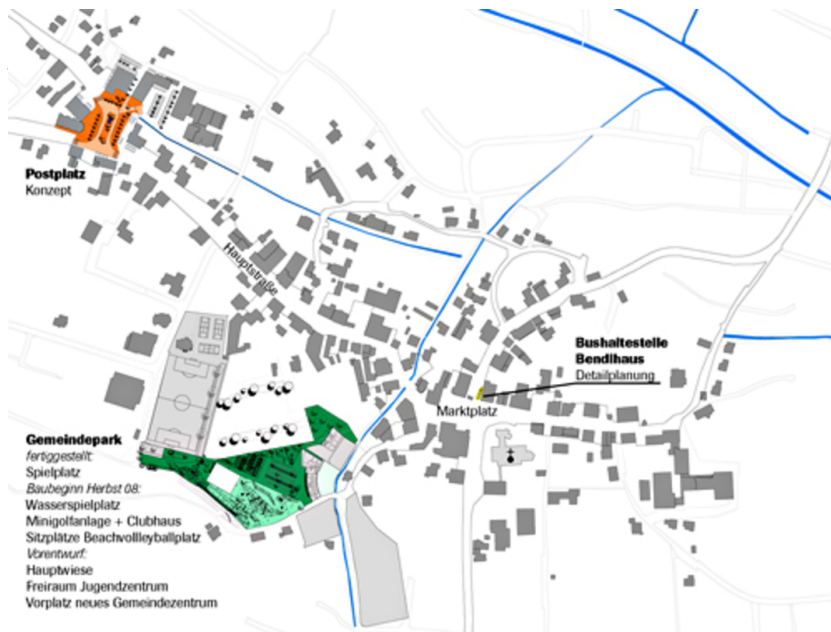 Postplatz
Konzept
Hauptstraße
Bushaltestelle
Bendlhaus
Detailplanung
Marktplatz
Gemeindepark
fertiggestellt:
Spielplatz
Baubeginn Herbst 08:
Wasserspielplatz
Minigolfanlage + Clubhaus
Sitzplätze Beachvollleyballplatz
Vorentwurf:
Hauptwiese
Freiraum Jugendzentrum
Vorplatz neues Gemeindezentrum